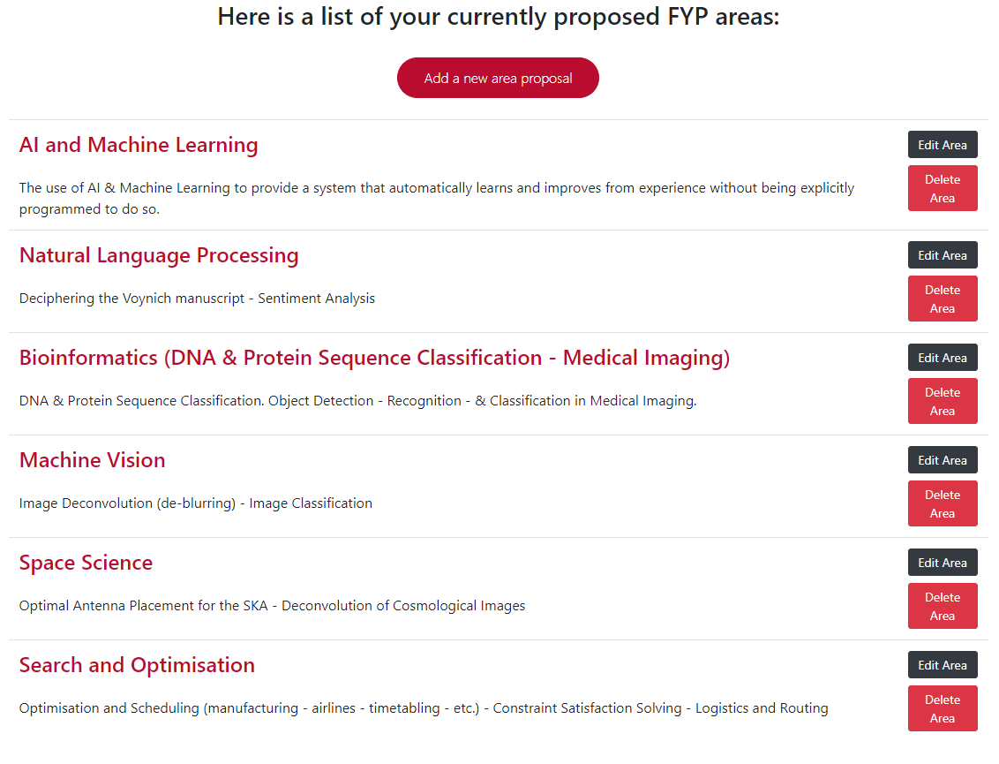 Here is a list of your currently proposed FYP areas:
Add a new area proposal
AI and Machine Learning
Edit Area
The use of AI & Machine Learning to provide a system that automatically learns and improves from experience without being explicitly
programmed to do so.
Delete
Area
Natural Language Processing
Edit Area
Deciphering the Voynich manuscript - Sentiment Analysis
Delete
Area
Bioinformatics (DNA & Protein Sequence Classification - Medical Imaging)
Edit Area
DNA & Protein Sequence Classification. Object Detection - Recognition - & Classification in Medical Imaging.
Delete
Area
Machine Vision
Edit Area
Image Deconvolution (de-blurring) - Image Classification
Delete
Area
Space Science
Edit Area
Optimal Antenna Placement for the SKA - Deconvolution of Cosmological Images
Delete
Area
Search and Optimisation
Edit Area
Optimisation and Scheduling (manufacturing - airlines - timetabling - etc.) - Constraint Satisfaction Solving - Logistics and Routing
Delete
Area